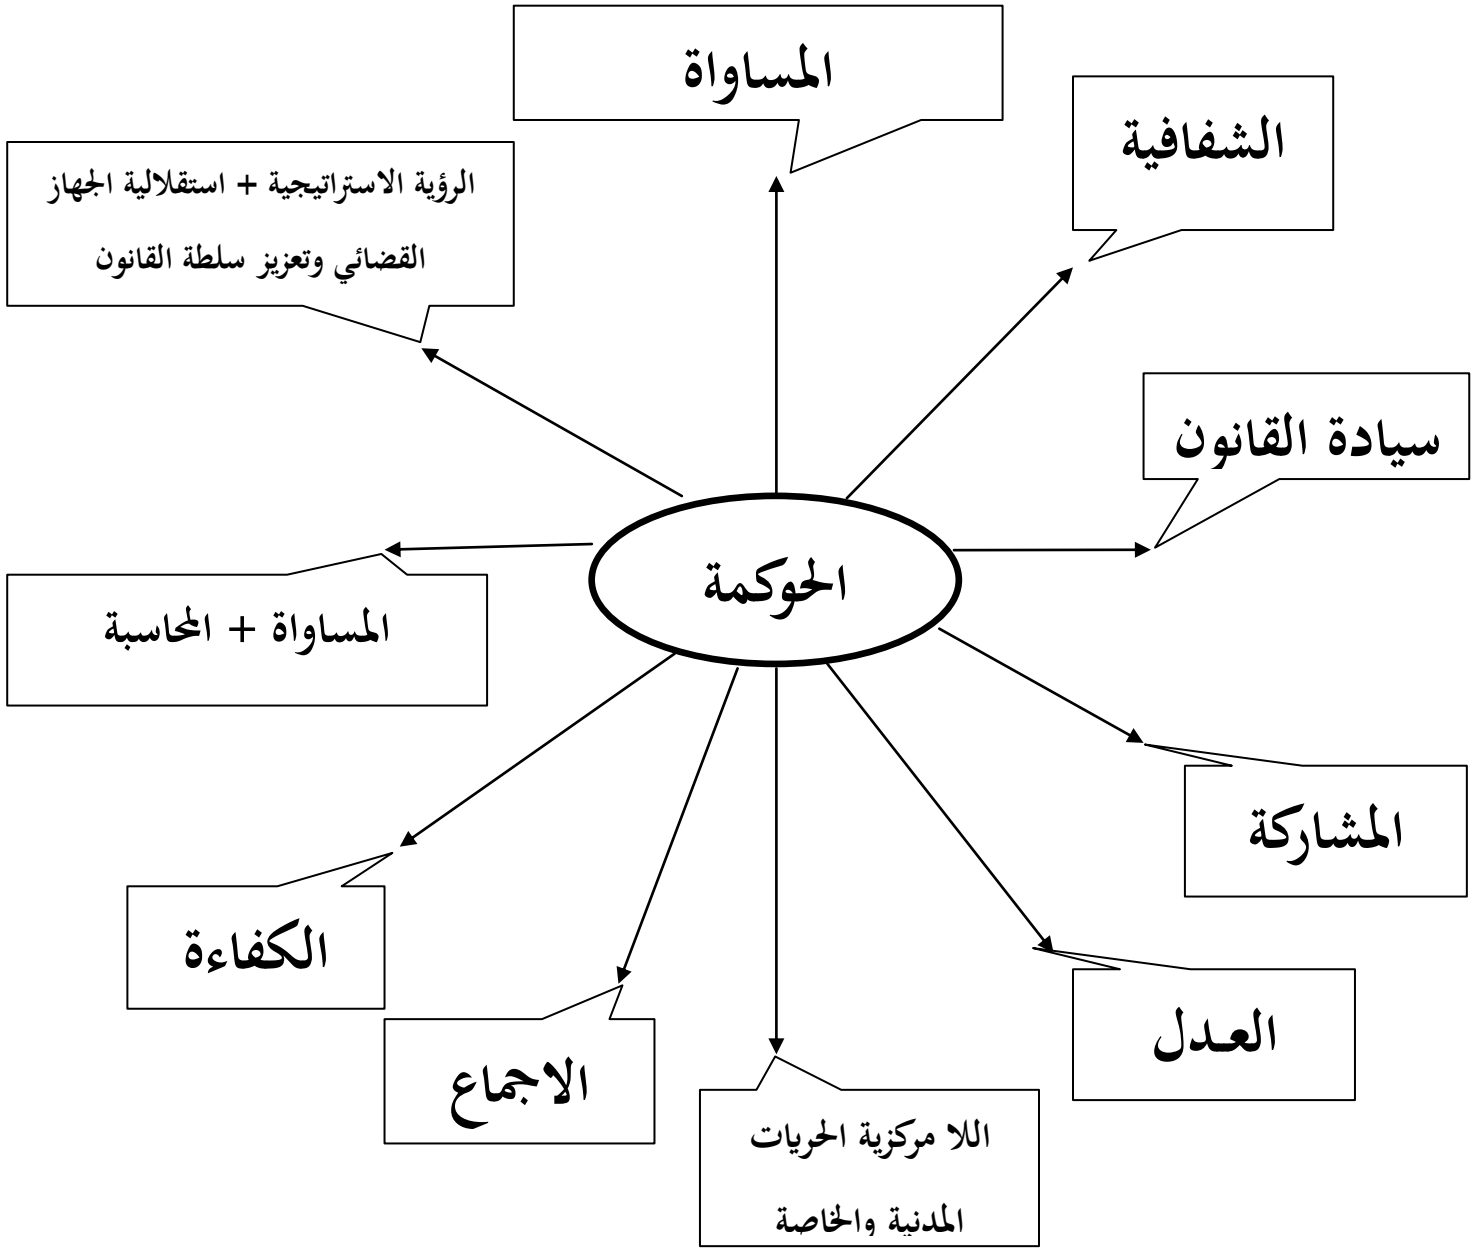 المساواة
الشفافية
الرؤية الاستراتيجية + استقلالية الجهاز
القضائي وتعزيز سلطة القانون
سيادة القانون
الحوكمة
المساواة + المحاسبة
المشاركة
الكفاءة
العدل
الاجماع
اللا مركزية الحريات
المدنية والخاصة